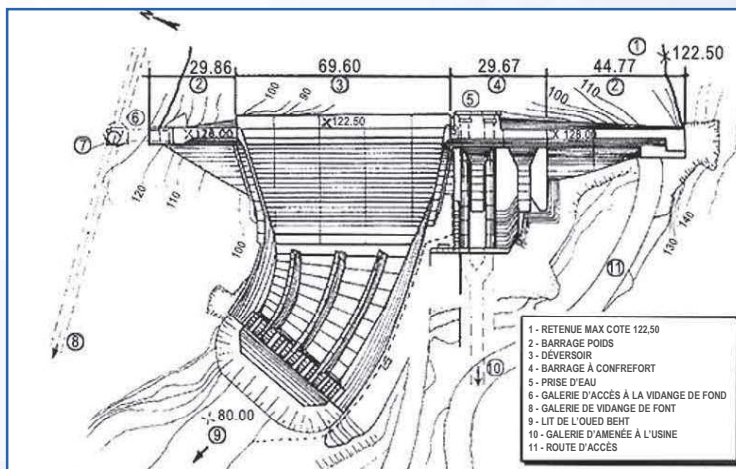 N
① 122.50
29.86 69.60 29.67 44.77
② ③ ④ ②
100 90 ⑤ 100 110
⑥ 122.50
⑦ 128.00 128.00
120
110
100
140
130
⑪
⑧
⑩
80.00
⑨
1 - RETENUE MAX COTE 122,50
2 - BARRAGE POIDS
3 - DÉVERSOIR
4 - BARRAGE À CONFREFORT
5 - PRISE D'EAU
6 - GALERIE D'ACCÈS À LA VIDANGE DE FOND
8 - GALERIE DE VIDANGE DE FONT
9 - LIT DE L'OUED BEHT
10 - GALERIE D'AMENÉE À L'USINE
11 - ROUTE D'ACCÈS